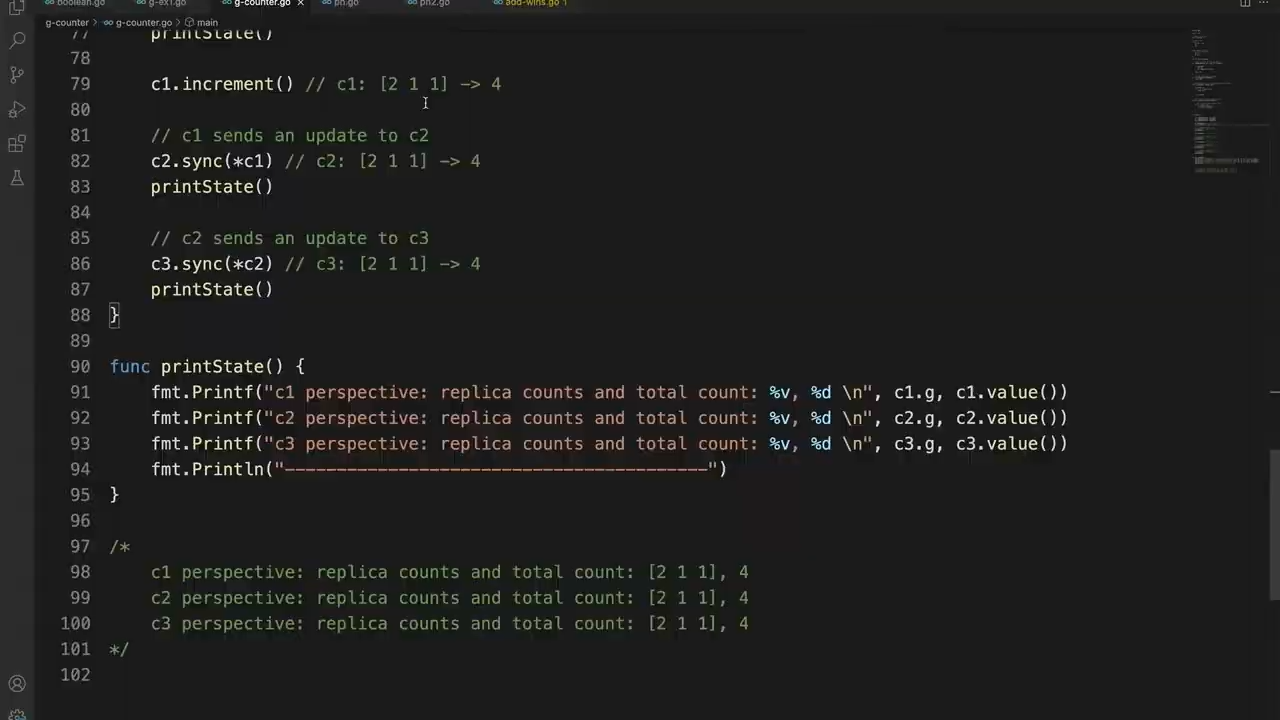 boolean.go g-ex1.go g-counter.go pn.go pn2.go add-wins.go 1
g-counter > g-counter.go > main
77 printState()
78
79 c1.increment() // c1: [2 1 1] -> 4
80
81 // c1 sends an update to c2
82 c2.sync(*c1) // c2: [2 1 1] -> 4
83 printState()
84
85 // c2 sends an update to c3
86 c3.sync(*c2) // c3: [2 1 1] -> 4
87 printState()
88 }
89
90 func printState() {
91 fmt.Printf("c1 perspective: replica counts and total count: %v, %d \n", c1.g, c1.value())
92 fmt.Printf("c2 perspective: replica counts and total count: %v, %d \n", c2.g, c2.value())
93 fmt.Printf("c3 perspective: replica counts and total count: %v, %d \n", c3.g, c3.value())
94 fmt.Println("-----------------------------------------")
95 }
96
97 /*
98 c1 perspective: replica counts and total count: [2 1 1], 4
99 c2 perspective: replica counts and total count: [2 1 1], 4
100 c3 perspective: replica counts and total count: [2 1 1], 4
101 */
102